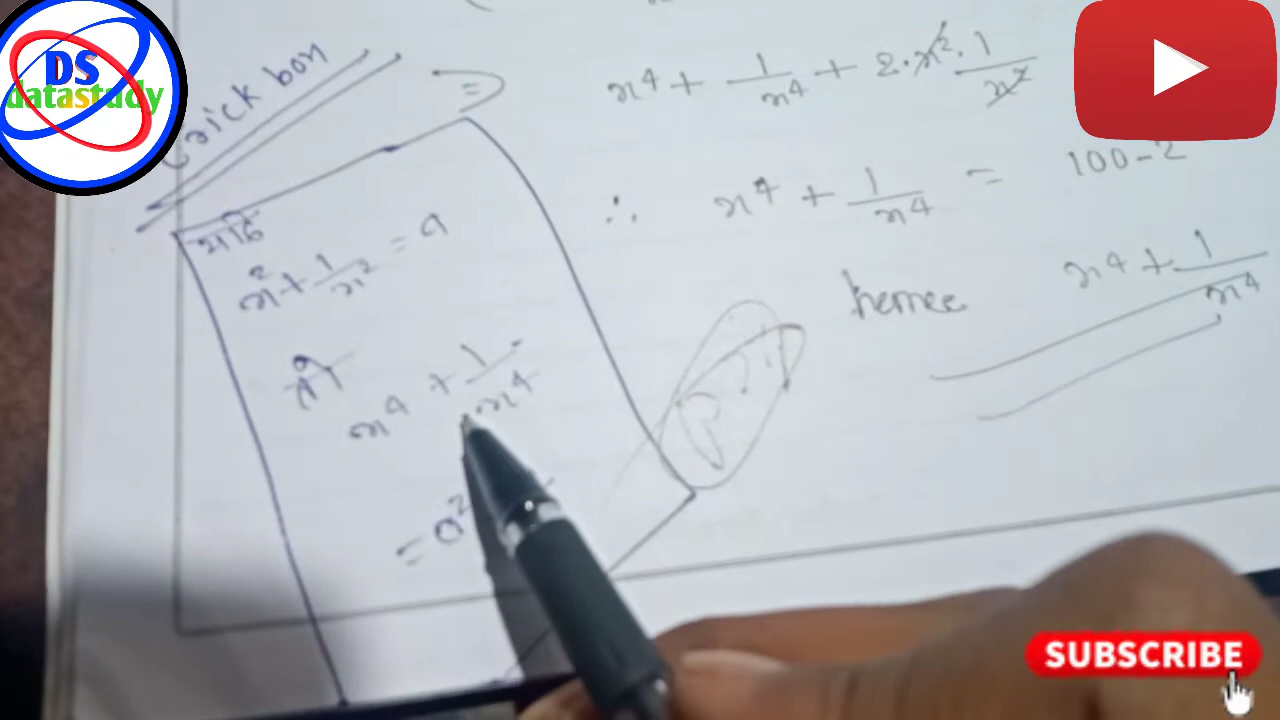 DS
datastudy
trick box
यदि
x² + 1/x² = a
तो
x⁴ + 1/x⁴
= a²
=) x⁴ + 1/x⁴ + 2·x²·1/x²
∴ x⁴ + 1/x⁴ = 100-2
hence x⁴ + 1/x⁴
SUBSCRIBE